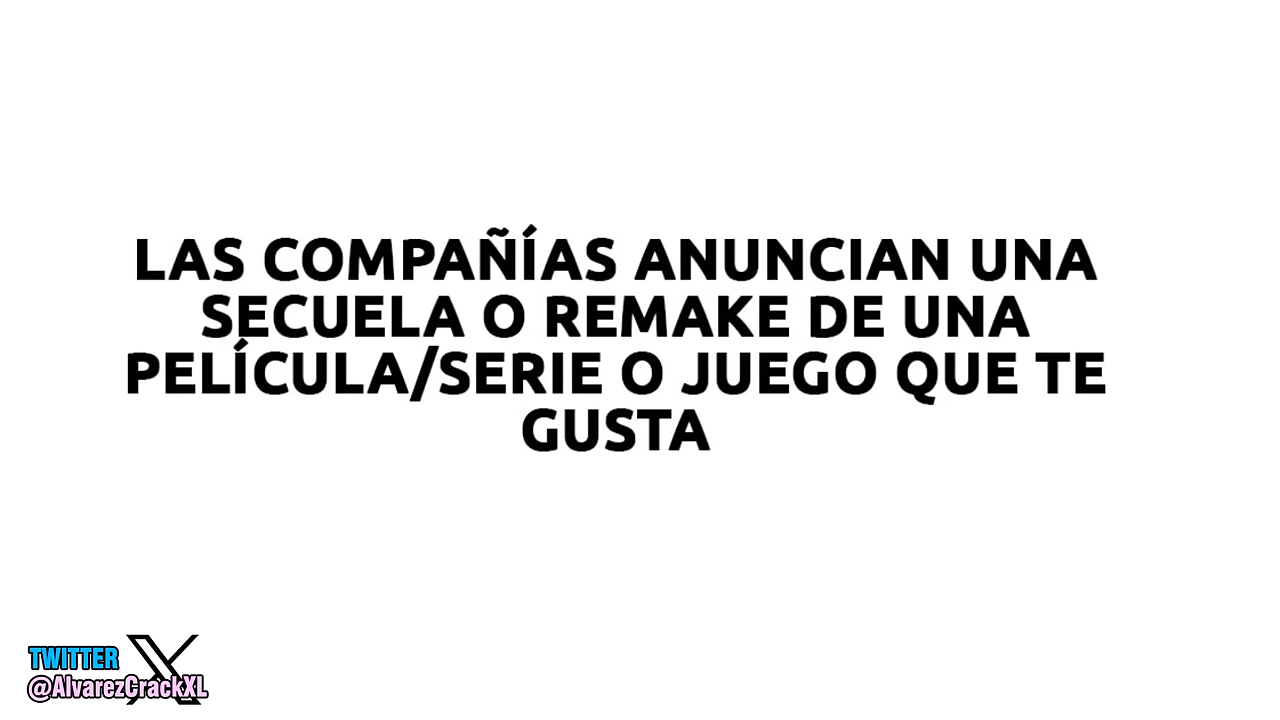 LAS COMPAÑÍAS ANUNCIAN UNA
SECUELA O REMAKE DE UNA
PELÍCULA/SERIE O JUEGO QUE TE
GUSTA
TWITTER X
@AlvarezCrackXL